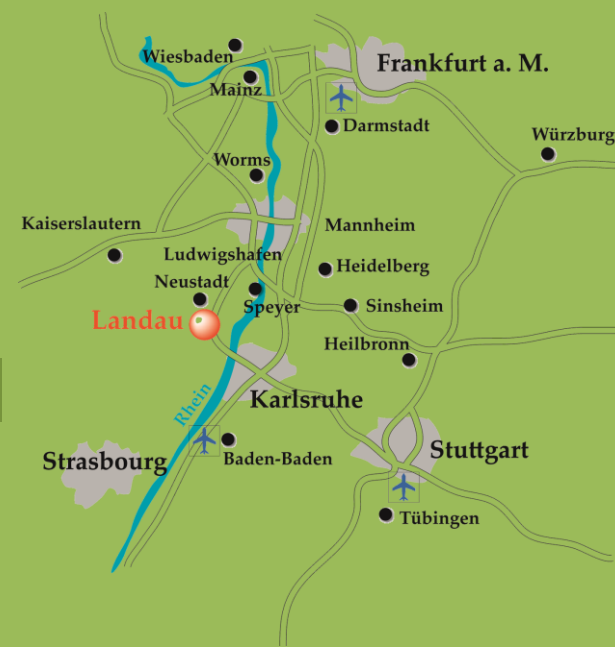 Wiesbaden
Frankfurt a. M.
Mainz
Darmstadt
Würzburg
Worms
Kaiserslautern
Mannheim
Ludwigshafen
Heidelberg
Neustadt
Speyer
Sinsheim
Landau
Heilbronn
Rhein
Karlsruhe
Stuttgart
Strasbourg
Baden-Baden
Tübingen